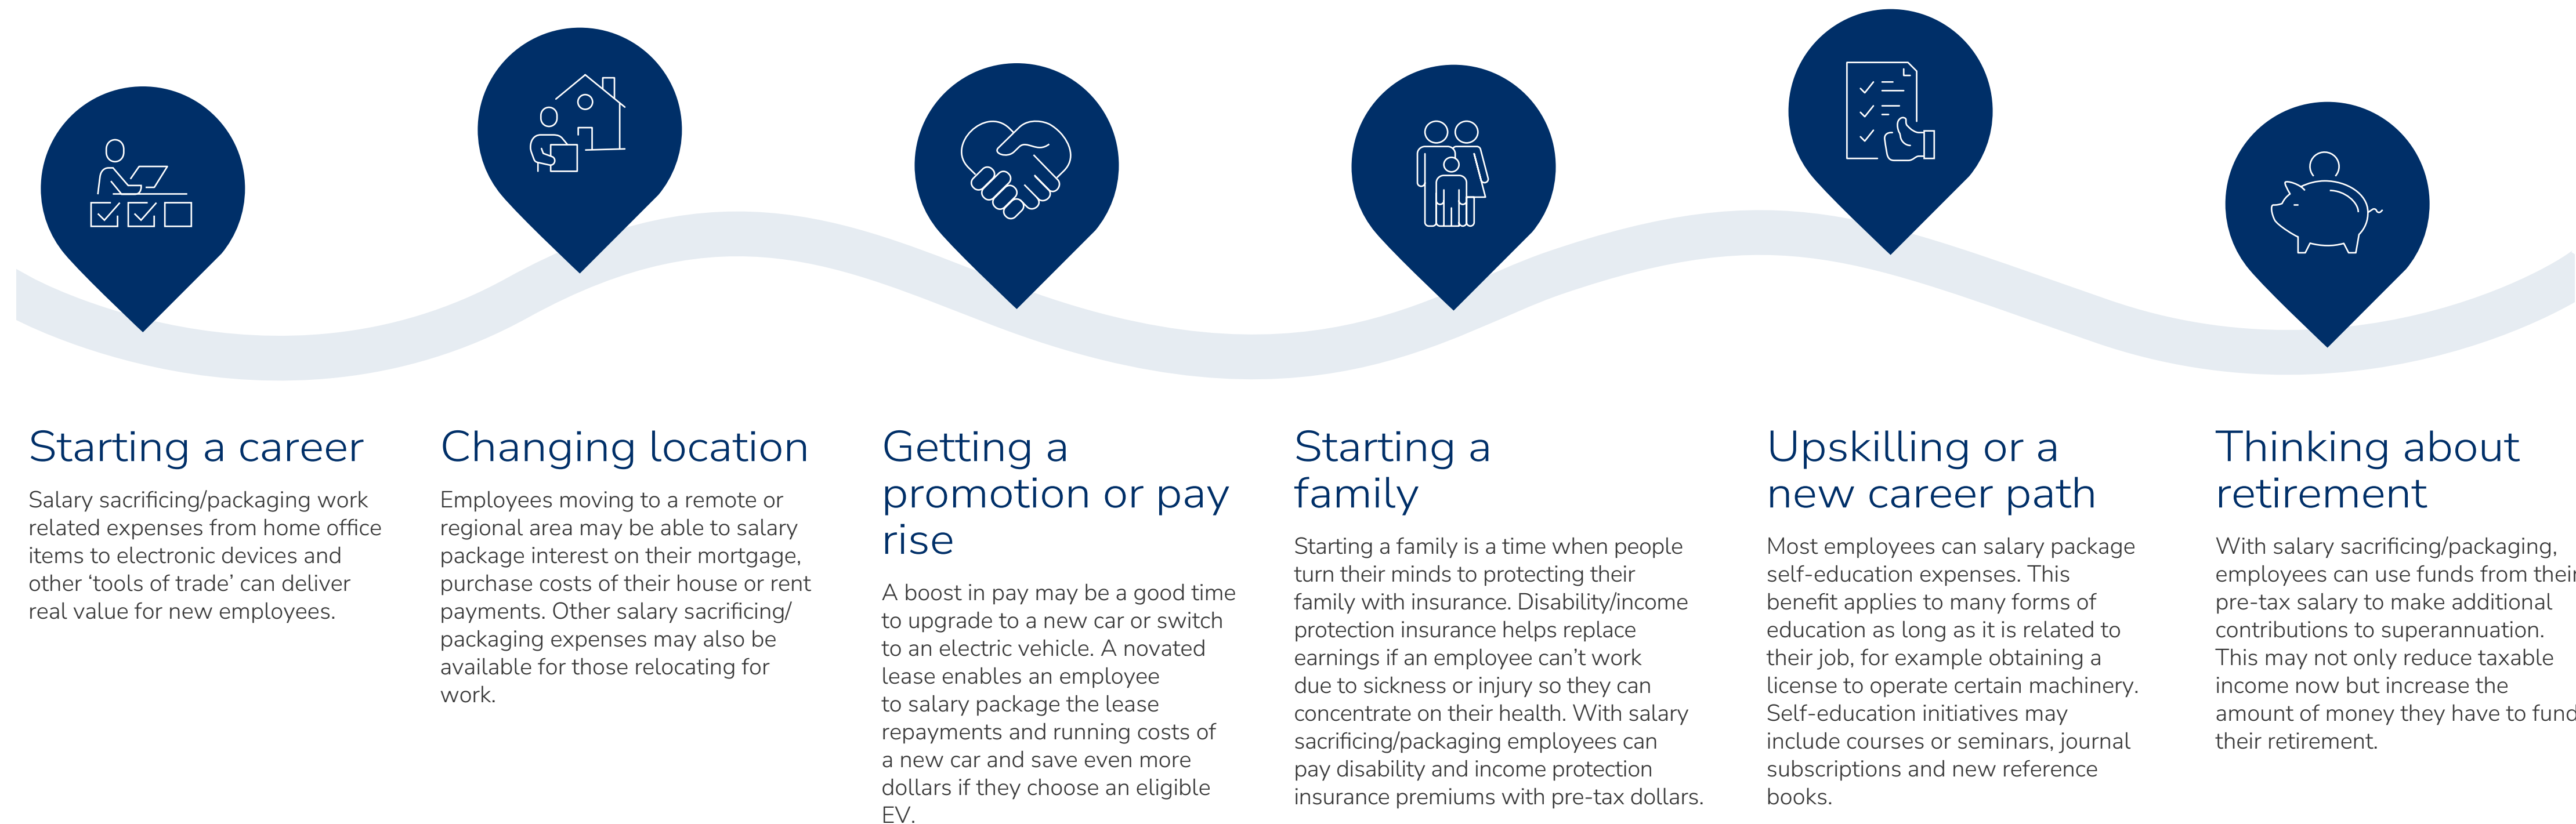 Starting a career
Salary sacrificing/packaging work
related expenses from home office
items to electronic devices and
other ‘tools of trade’ can deliver
real value for new employees.
Changing location
Employees moving to a remote or
regional area may be able to salary
package interest on their mortgage,
purchase costs of their house or rent
payments. Other salary sacrificing/
packaging expenses may also be
available for those relocating for
work.
Getting a
promotion or pay
rise
A boost in pay may be a good time
to upgrade to a new car or switch
to an electric vehicle. A novated
lease enables an employee
to salary package the lease
repayments and running costs of
a new car and save even more
dollars if they choose an eligible
EV.
Starting a
family
Starting a family is a time when people
turn their minds to protecting their
family with insurance. Disability/income
protection insurance helps replace
earnings if an employee can’t work
due to sickness or injury so they can
concentrate on their health. With salary
sacrificing/packaging employees can
pay disability and income protection
insurance premiums with pre-tax dollars.
Upskilling or a
new career path
Most employees can salary package
self-education expenses. This
benefit applies to many forms of
education as long as it is related to
their job, for example obtaining a
license to operate certain machinery.
Self-education initiatives may
include courses or seminars, journal
subscriptions and new reference
books.
Thinking about
retirement
With salary sacrificing/packaging,
employees can use funds from their
pre-tax salary to make additional
contributions to superannuation.
This may not only reduce taxable
income now but increase the
amount of money they have to fund
their retirement.